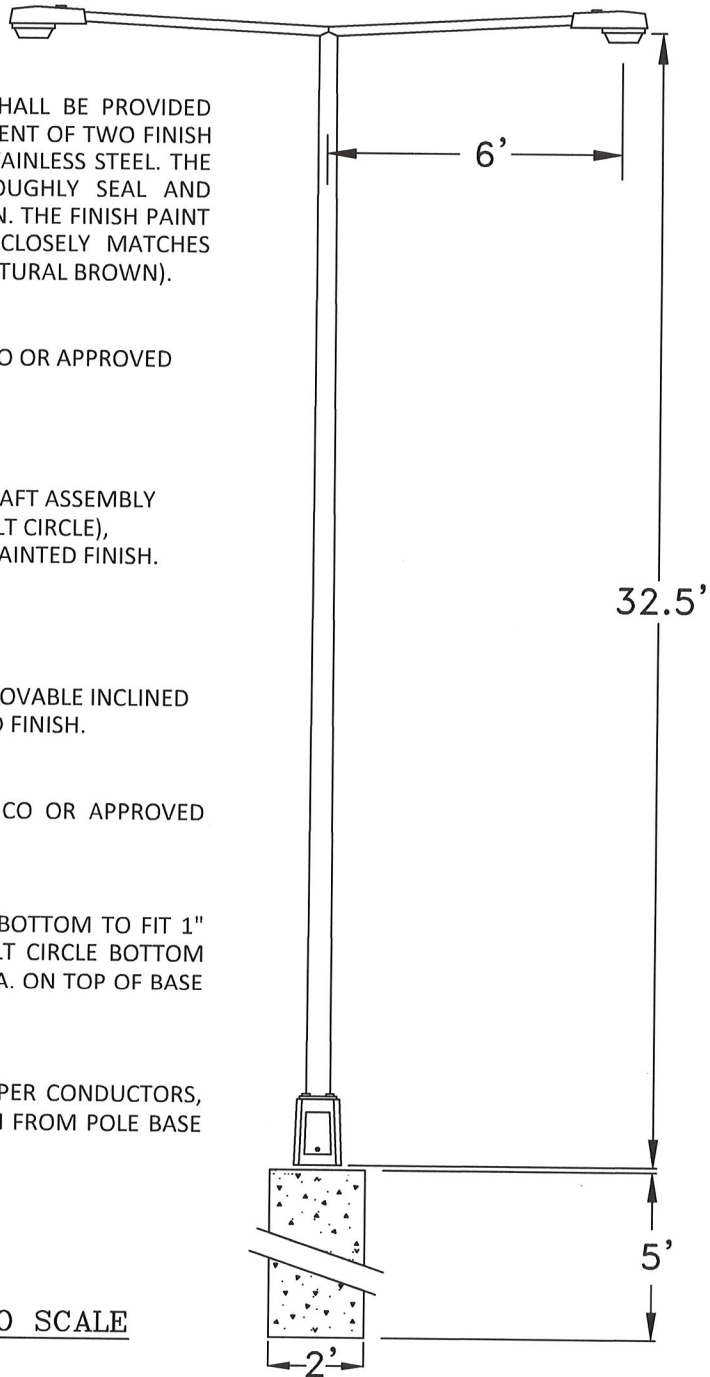 HALL BE PROVIDED
ENT OF TWO FINISH
AINLESS STEEL. THE
OUGHLY SEAL AND
N. THE FINISH PAINT
CLOSELY MATCHES
TURAL BROWN).
O OR APPROVED
AFT ASSEMBLY
LT CIRCLE),
AINTED FINISH.
OVABLE INCLINED
D FINISH.
CO OR APPROVED
BOTTOM TO FIT 1"
LT CIRCLE BOTTOM
A. ON TOP OF BASE
PER CONDUCTORS,
N FROM POLE BASE
O SCALE
6'
32.5'
5'
2'